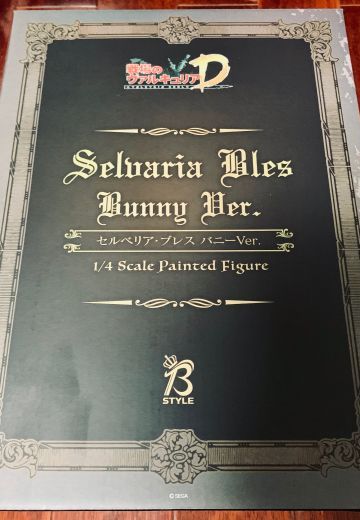 戦場の
ヴァルキュリア D
Selvaria Bles
Bunny Ver.
セルベリア・ブレス バニーVer.
1/4 Scale Painted Figure
B
STYLE
© SEGA